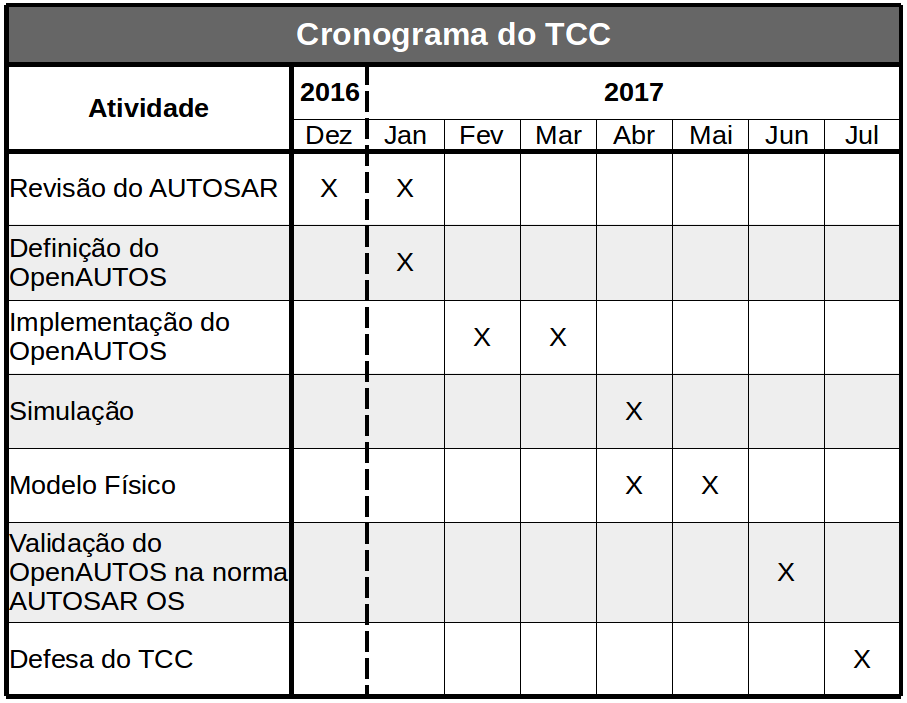 Cronograma do TCC
Atividade
2016
2017
Dez Jan Fev Mar Abr Mai Jun Jul
Revisão do AUTOSAR X X
Definição do
OpenAUTOS
X
Implementação do
OpenAUTOS
X X
Simulação X
Modelo Físico X X
Validação do
OpenAUTOS na norma
AUTOSAR OS
X
Defesa do TCC X